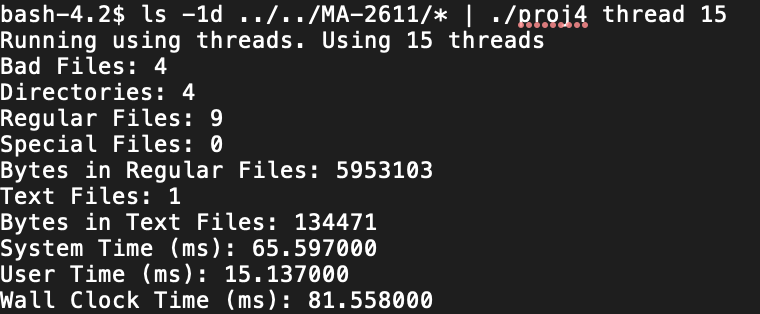 bash-4.2$ ls -1d ../../MA-2611/* | ./proj4 thread 15
Running using threads. Using 15 threads
Bad Files: 4
Directories: 4
Regular Files: 9
Special Files: 0
Bytes in Regular Files: 5953103
Text Files: 1
Bytes in Text Files: 134471
System Time (ms): 65.597000
User Time (ms): 15.137000
Wall Clock Time (ms): 81.558000